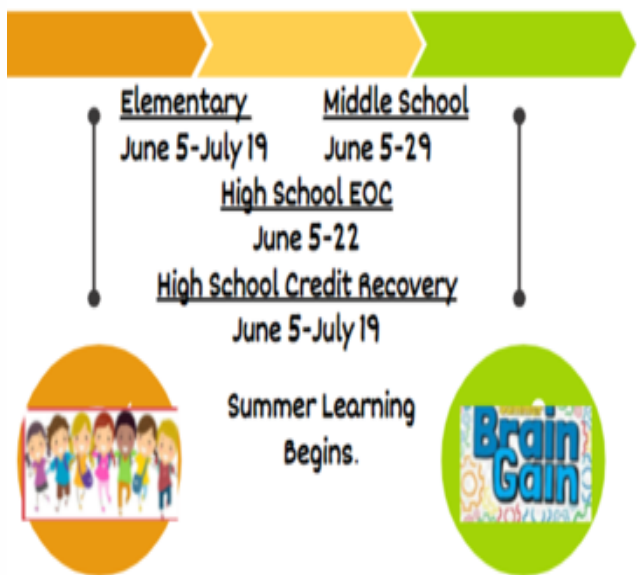 Elementary Middle School
June 5-July 19 June 5-29
High School EOC
June 5-22
High School Credit Recovery
June 5-July 19
Summer Learning
Begins.
Brain
Gain